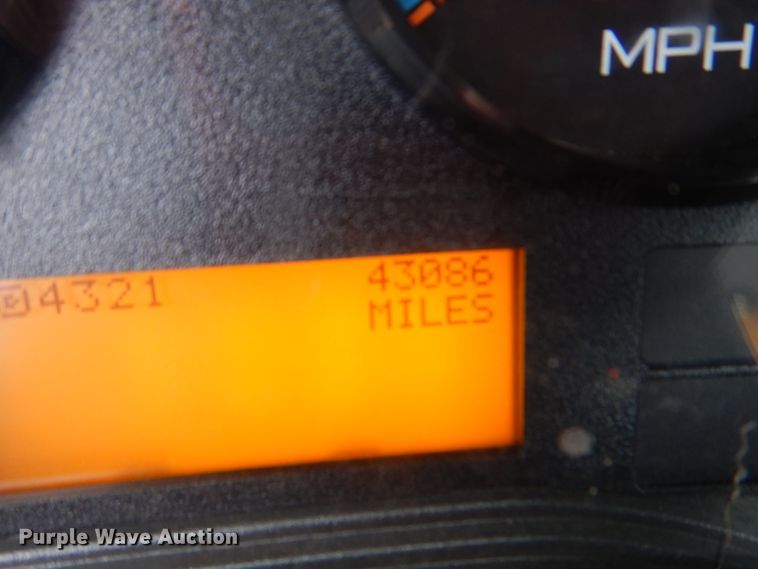 MPH
4321 43086
MILES
Purple Wave Auction